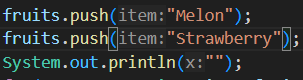 fruits.push(item:"Melon");
fruits.push(item:"Strawberry");
System.out.println(x:"");